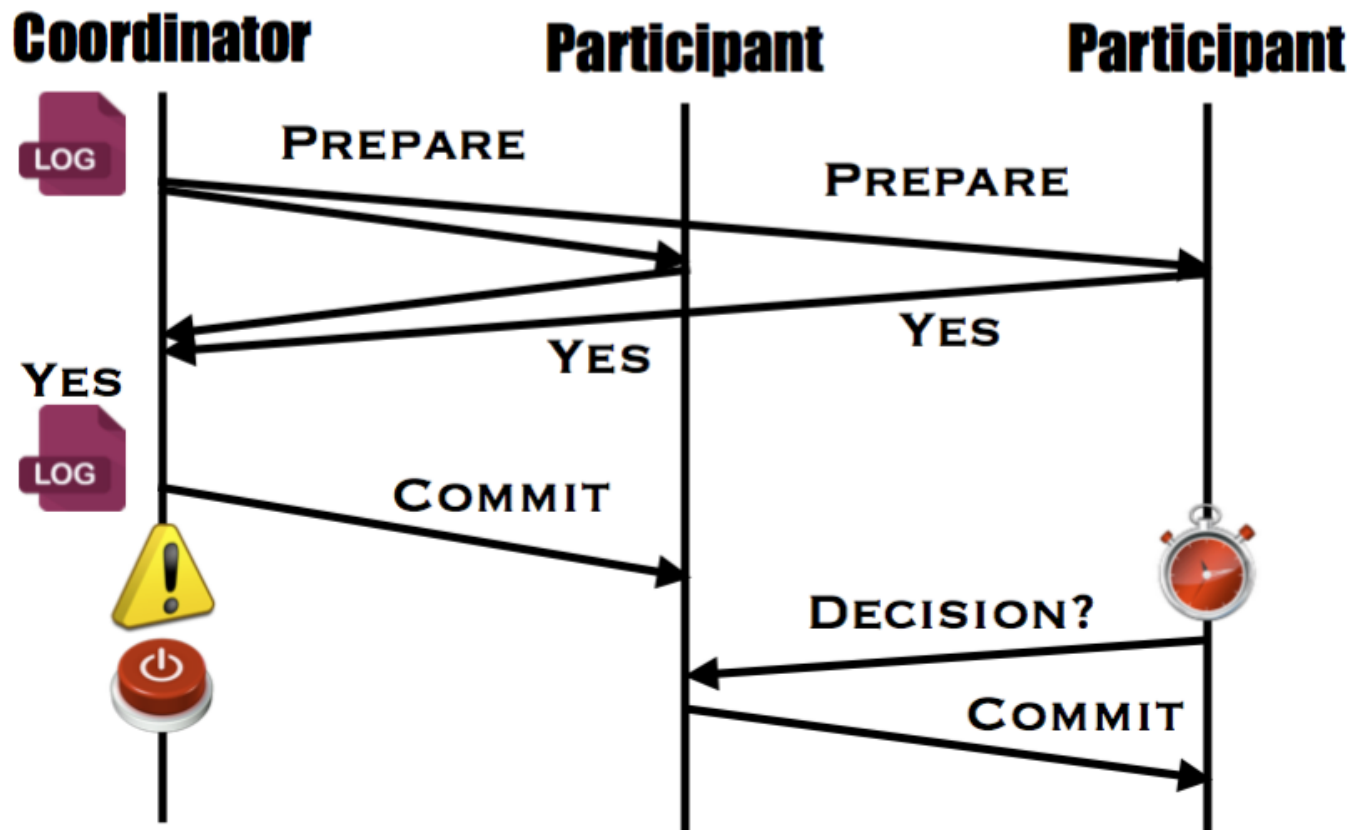 Coordinator
Participant
Participant
LOG
PREPARE
PREPARE
YES
YES
YES
LOG
COMMIT
DECISION?
COMMIT